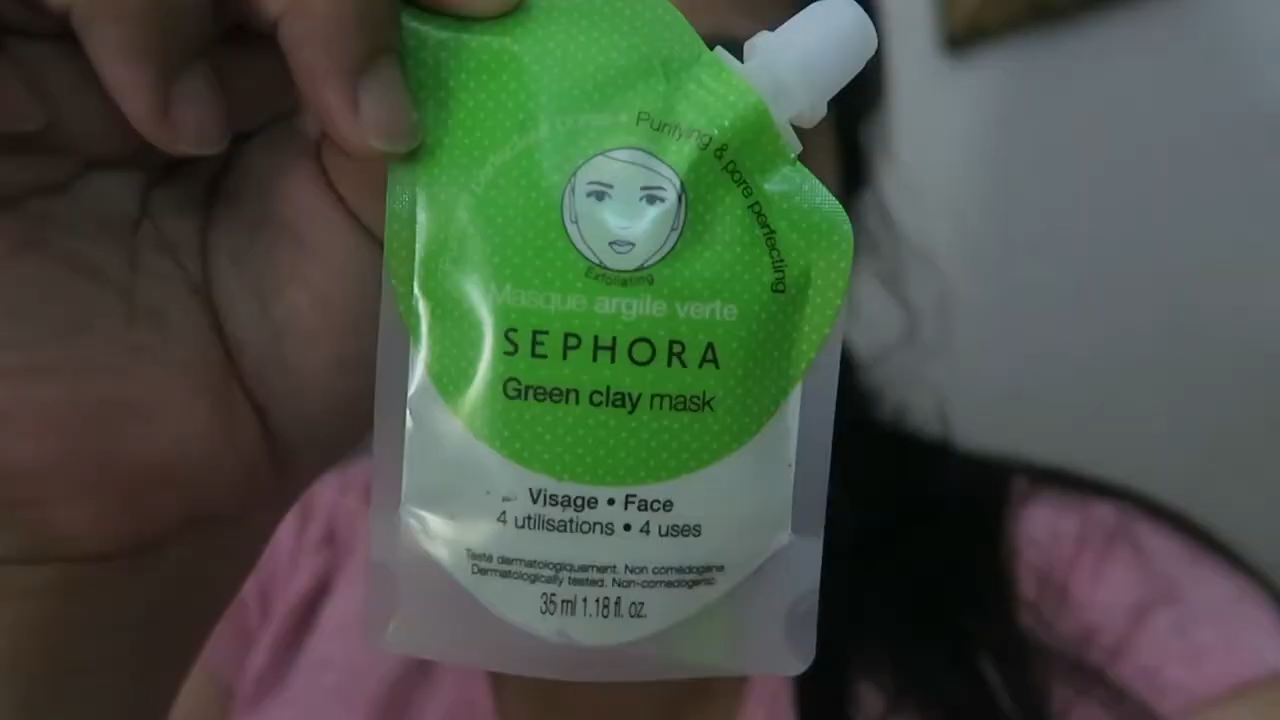 Purifying & pore perfecting
Exfoliating
Masque argile verte
SEPHORA
Green clay mask
Visage • Face
4 utilisations • 4 uses
Testé dermatologiquement. Non comédogène
Dermatologically tested. Non-comedogenic
35 ml 1.18 fl. oz.